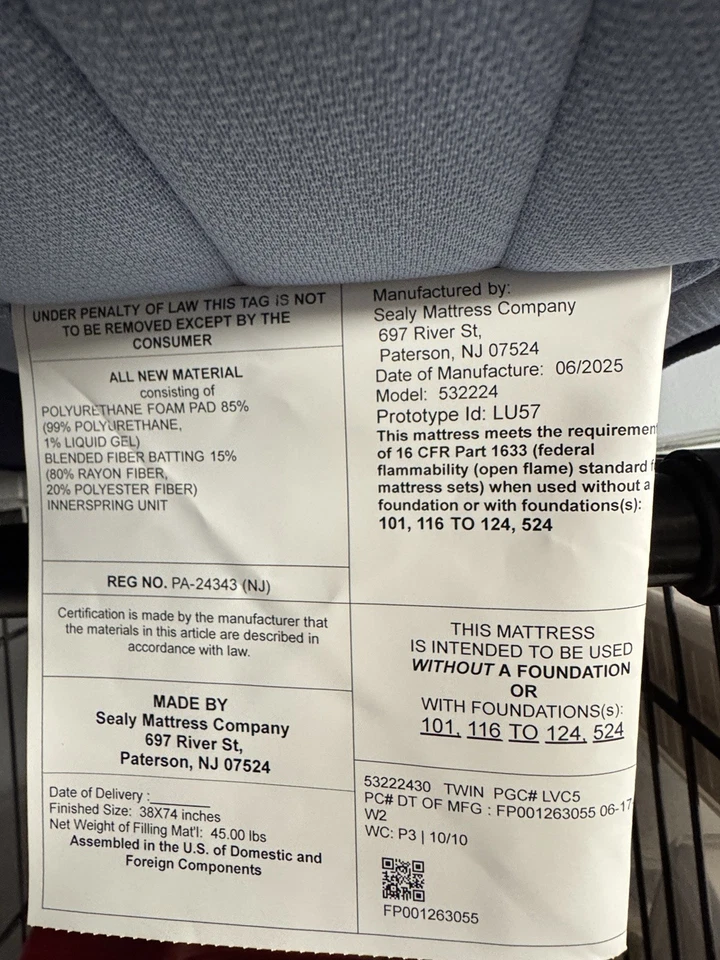 UNDER PENALTY OF LAW THIS TAG IS NOT
TO BE REMOVED EXCEPT BY THE
CONSUMER
ALL NEW MATERIAL
consisting of
POLYURETHANE FOAM PAD 85%
(99% POLYURETHANE,
1% LIQUID GEL)
BLENDED FIBER BATTING 15%
(80% RAYON FIBER,
20% POLYESTER FIBER)
INNERSPRING UNIT
REG NO. PA-24343 (NJ)
Certification is made by the manufacturer that
the materials in this article are described in
accordance with law.
MADE BY
Sealy Mattress Company
697 River St,
Paterson, NJ 07524
Date of Delivery :
Finished Size: 38X74 inches
Net Weight of Filling Mat'l: 45.00 lbs
Assembled in the U.S. of Domestic and
Foreign Components
Manufactured by:
Sealy Mattress Company
697 River St,
Paterson, NJ 07524
Date of Manufacture: 06/2025
Model: 532224
Prototype Id: LU57
This mattress meets the requiremen
of 16 CFR Part 1633 (federal
flammability (open flame) standard f
mattress sets) when used without a
foundation or with foundations(s):
101, 116 TO 124, 524
THIS MATTRESS
IS INTENDED TO BE USED
WITHOUT A FOUNDATION
OR
WITH FOUNDATIONS(s):
101, 116 TO 124, 524
53222430 TWIN PGC# LVC5
PC# DT OF MFG : FP001263055 06-17
W2
WC: P3 | 10/10
FP001263055